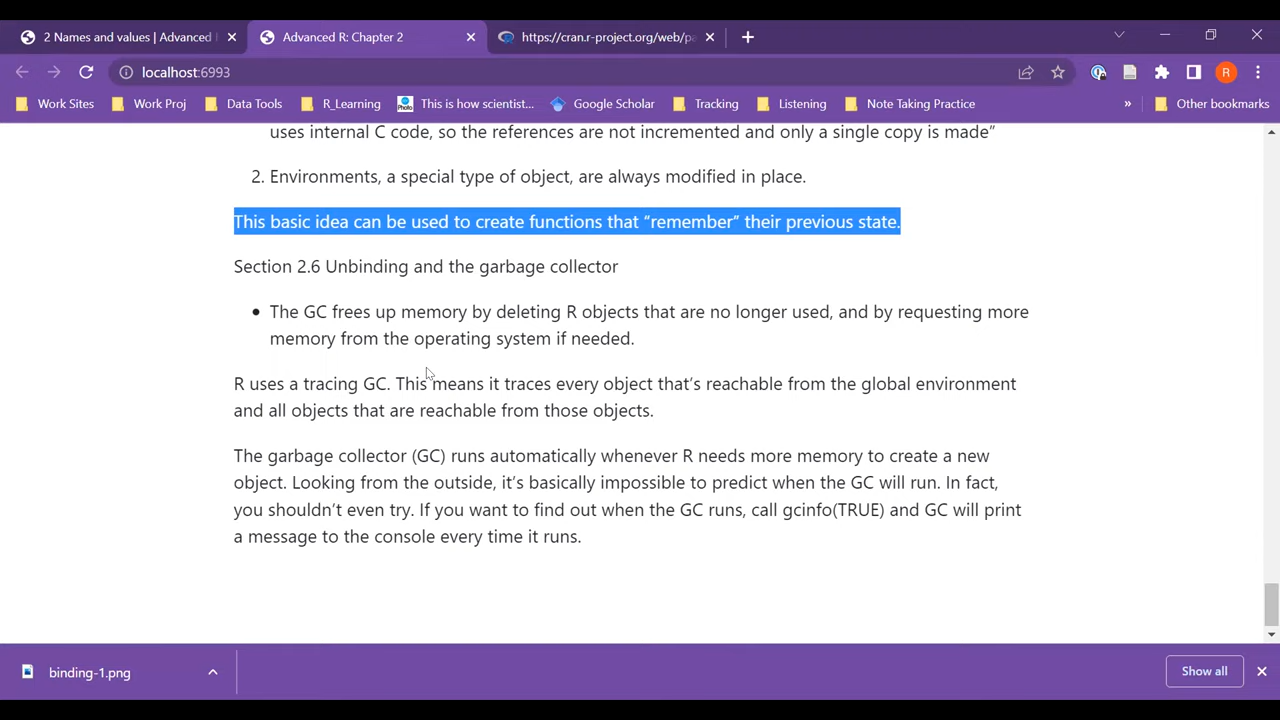 2 Names and values | Advanced
Advanced R: Chapter 2
https://cran.r-project.org/web/pa
localhost:6993
R
Work Sites
Work Proj
Data Tools
R_Learning
Photo
This is how scientist...
Google Scholar
Tracking
Listening
Note Taking Practice
»
Other bookmarks
uses internal C code, so the references are not incremented and only a single copy is made”
2. Environments, a special type of object, are always modified in place.
This basic idea can be used to create functions that “remember” their previous state.
Section 2.6 Unbinding and the garbage collector
• The GC frees up memory by deleting R objects that are no longer used, and by requesting more
memory from the operating system if needed.
R uses a tracing GC. This means it traces every object that’s reachable from the global environment
and all objects that are reachable from those objects.
The garbage collector (GC) runs automatically whenever R needs more memory to create a new
object. Looking from the outside, it’s basically impossible to predict when the GC will run. In fact,
you shouldn’t even try. If you want to find out when the GC runs, call gcinfo(TRUE) and GC will print
a message to the console every time it runs.
binding-1.png
Show all